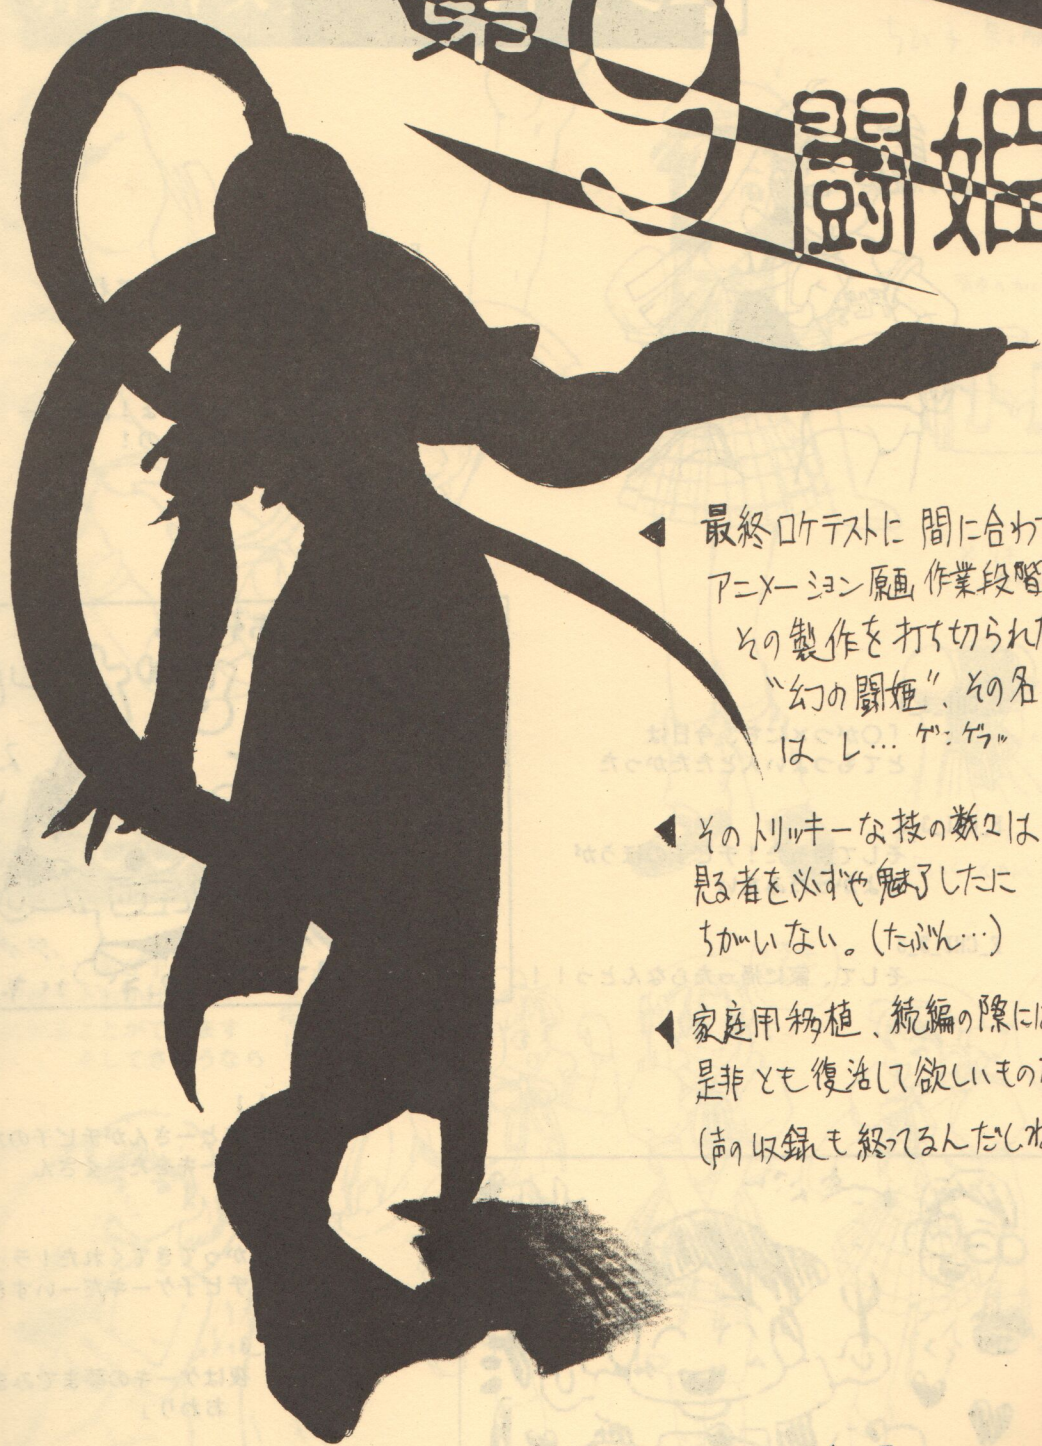 第9
闘姫
◀ 最終ロケテストに 間に合わ
アニメーション原画 作業段階
その製作を打ち切られた
〝幻の闘姫〟、その名
は レ… ゲ:ゲフッ
◀ そのトリッキーな技の数々は
見る者を必ずや魅了したに
ちがいない。(たぶん…)
◀ 家庭用移植、続編の際には
是非とも復活して欲しいもの
(声の収録も終ってるんだしね